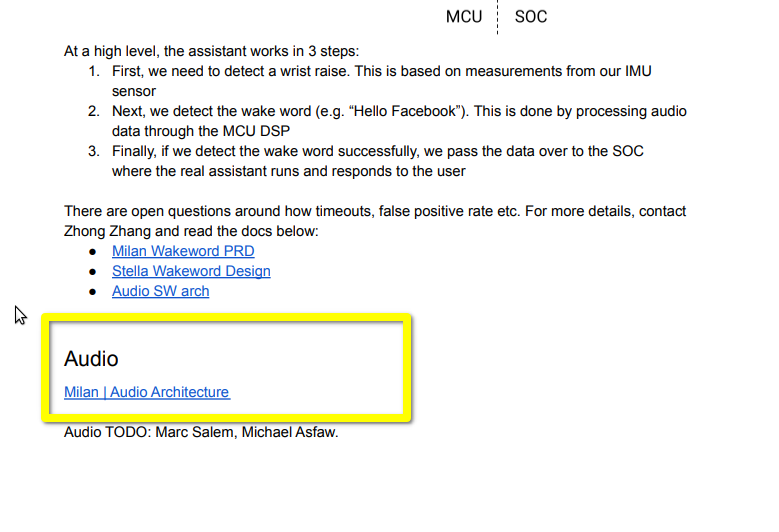 MCU SOC
At a high level, the assistant works in 3 steps:
1. First, we need to detect a wrist raise. This is based on measurements from our IMU
sensor
2. Next, we detect the wake word (e.g. “Hello Facebook”). This is done by processing audio
data through the MCU DSP
3. Finally, if we detect the wake word successfully, we pass the data over to the SOC
where the real assistant runs and responds to the user
There are open questions around how timeouts, false positive rate etc. For more details, contact
Zhong Zhang and read the docs below:
● Milan Wakeword PRD
● Stella Wakeword Design
● Audio SW arch
Audio
Milan | Audio Architecture
Audio TODO: Marc Salem, Michael Asfaw.